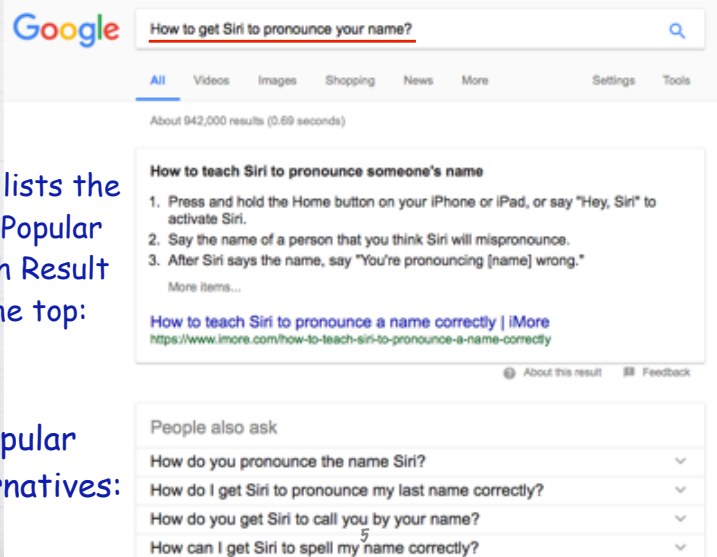 Google
How to get Siri to pronounce your name?
All Videos Images Shopping News More Settings Tools
About 942,000 results (0.69 seconds)
lists the
Popular
Result
top:
How to teach Siri to pronounce someone's name
1. Press and hold the Home button on your iPhone or iPad, or say "Hey, Siri" to
activate Siri.
2. Say the name of a person that you think Siri will mispronounce.
3. After Siri says the name, say "You're pronouncing [name] wrong."
More items...
How to teach Siri to pronounce a name correctly | iMore
https://www.imore.com/how-to-teach-siri-to-pronounce-a-name-correctly
About this result Feedback
People also ask
How do you pronounce the name Siri?
How do I get Siri to pronounce my last name correctly?
How do you get Siri to call you by your name?
How can I get Siri to spell my name correctly?
5